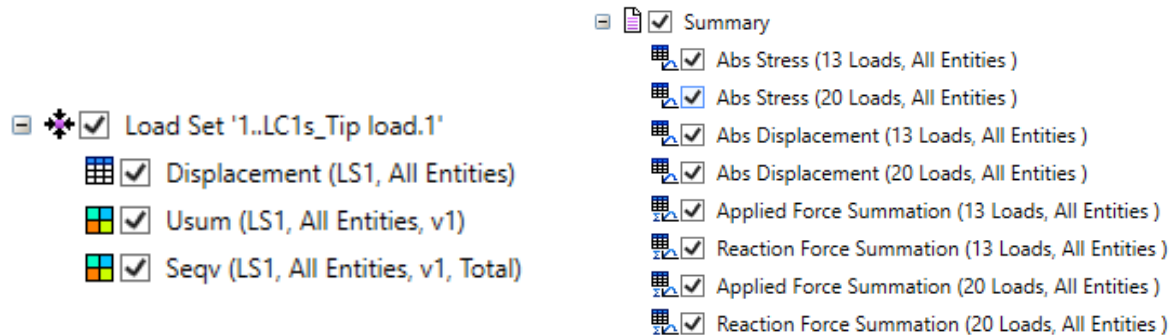 Load Set '1..LC1s_Tip load.1'
Displacement (LS1, All Entities)
Usum (LS1, All Entities, v1)
Seqv (LS1, All Entities, v1, Total)
Summary
Abs Stress (13 Loads, All Entities )
Abs Stress (20 Loads, All Entities )
Abs Displacement (13 Loads, All Entities )
Abs Displacement (20 Loads, All Entities )
Applied Force Summation (13 Loads, All Entities )
Reaction Force Summation (13 Loads, All Entities )
Applied Force Summation (20 Loads, All Entities )
Reaction Force Summation (20 Loads, All Entities )